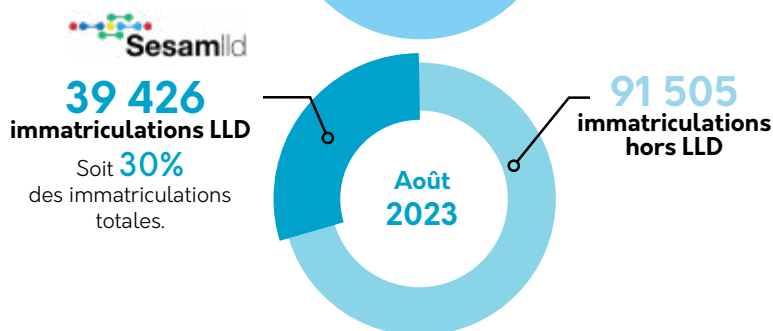 Sesamlld
39 426
immatriculations LLD
Soit 30%
des immatriculations
totales.
Août
2023
91 505
immatriculations
hors LLD